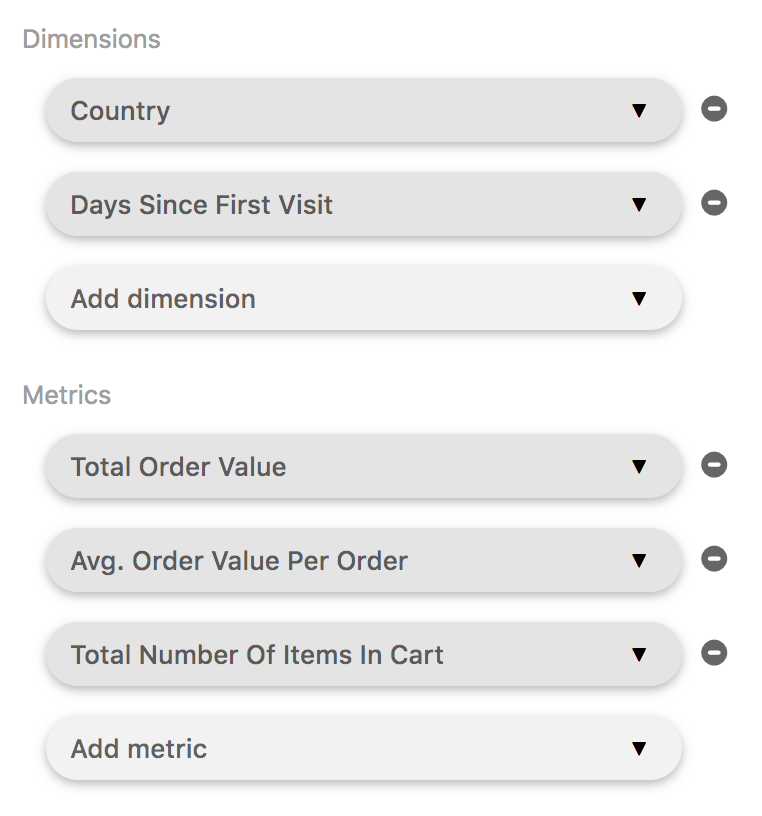 Dimensions
Country
Days Since First Visit
Add dimension
Metrics
Total Order Value
Avg. Order Value Per Order
Total Number Of Items In Cart
Add metric